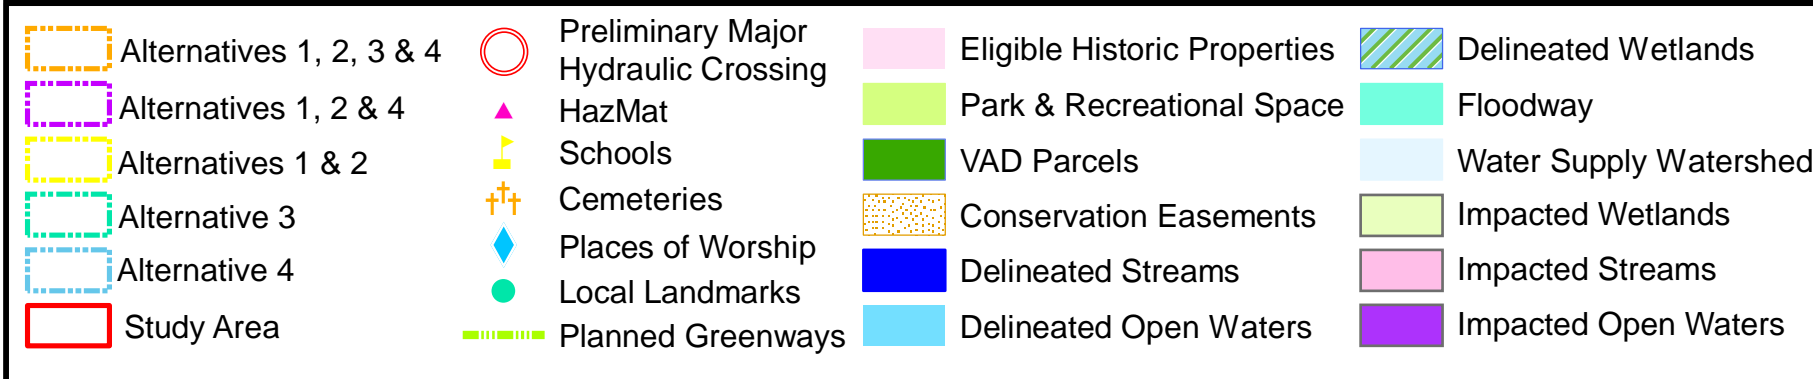 Alternatives 1, 2, 3 & 4
Alternatives 1, 2 & 4
Alternatives 1 & 2
Alternative 3
Alternative 4
Study Area
Preliminary Major
Hydraulic Crossing
HazMat
Schools
Cemeteries
Places of Worship
Local Landmarks
Planned Greenways
Eligible Historic Properties
Park & Recreational Space
VAD Parcels
Conservation Easements
Delineated Streams
Delineated Open Waters
Delineated Wetlands
Floodway
Water Supply Watershed
Impacted Wetlands
Impacted Streams
Impacted Open Waters